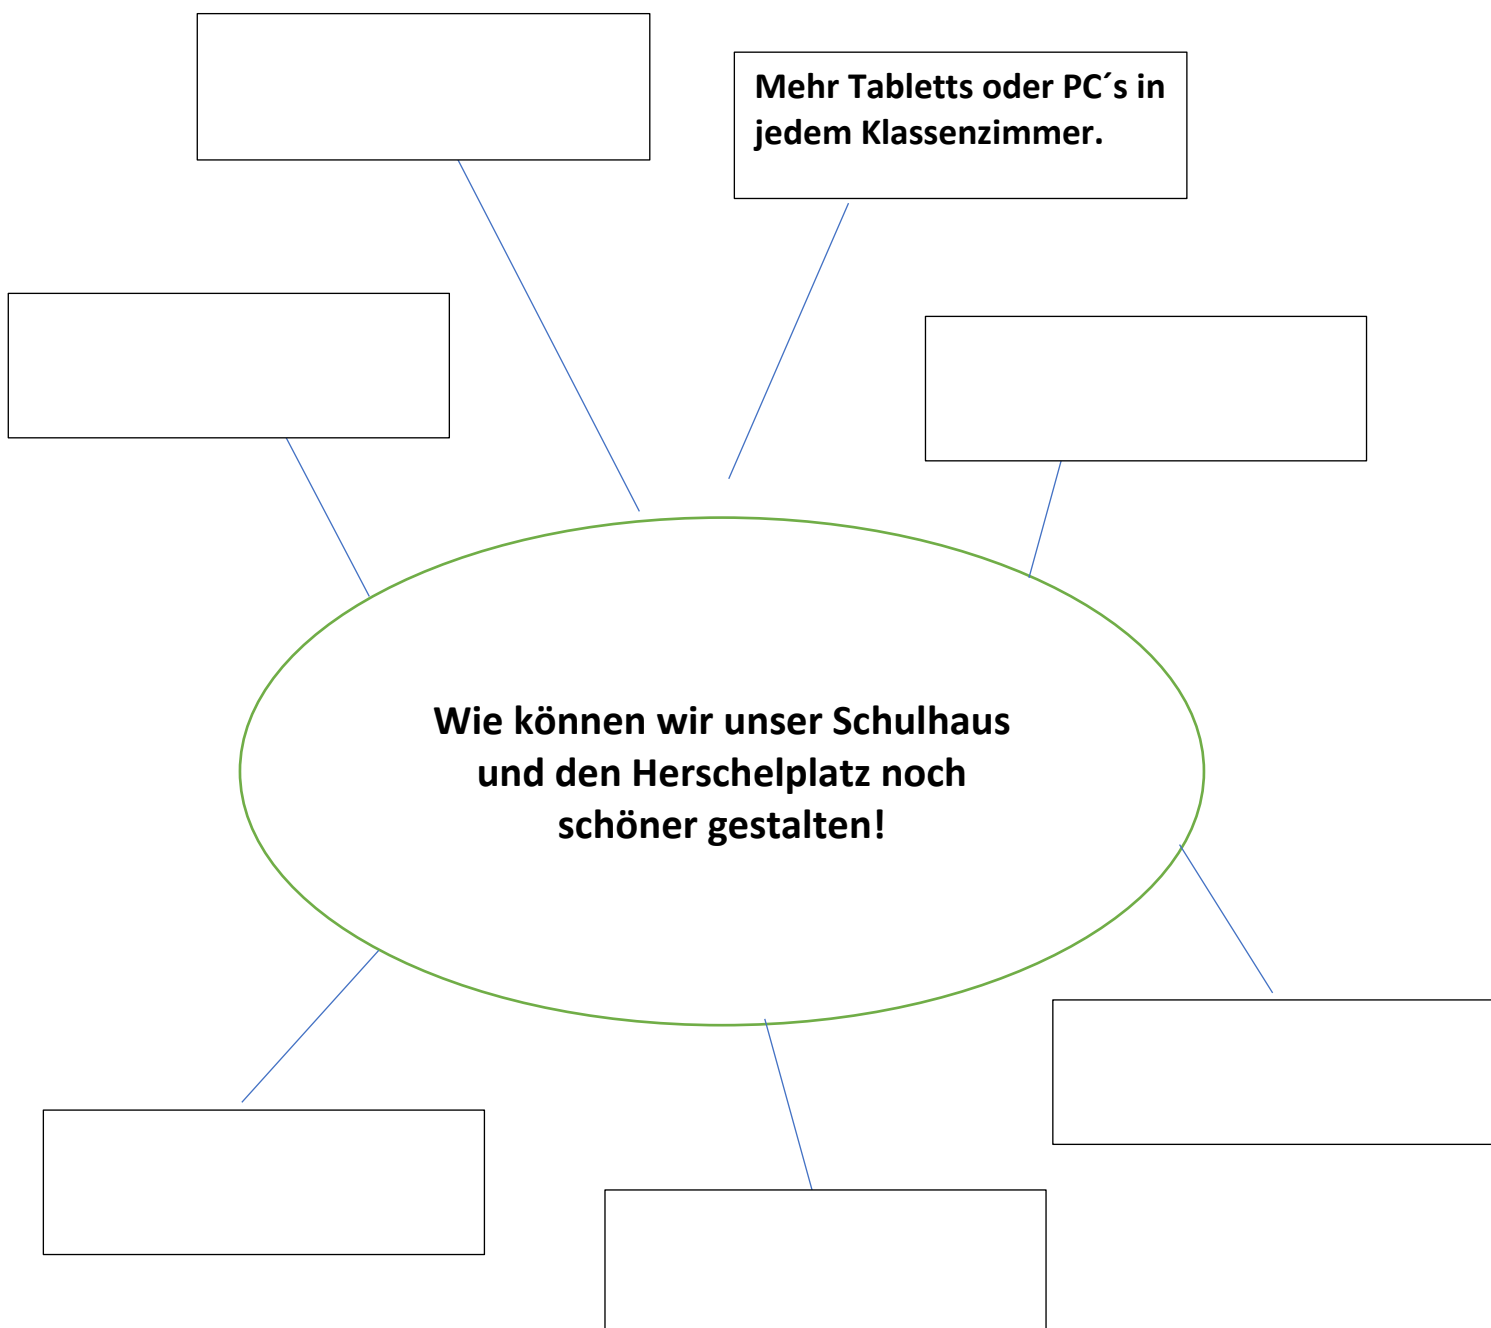 Mehr Tabletts oder PC´s in
jedem Klassenzimmer.
Wie können wir unser Schulhaus
und den Herschelplatz noch
schöner gestalten!